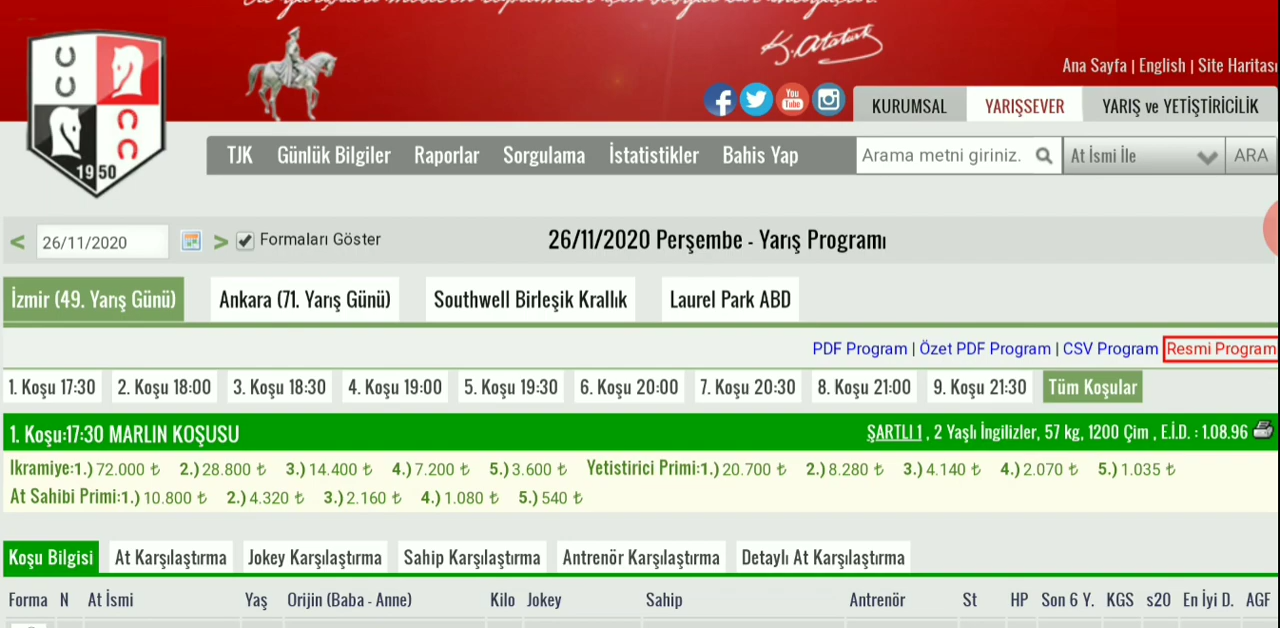 K. Atatürk
Ana Sayfa | English | Site Haritası
You
Tube
KURUMSAL YARIŞSEVER YARIŞ ve YETİŞTİRİCİLİK
1950
TJK Günlük Bilgiler Raporlar Sorgulama İstatistikler Bahis Yap Arama metni giriniz. At İsmi İle ARA
< 26/11/2020 > Formaları Göster 26/11/2020 Perşembe - Yarış Programı
İzmir (49. Yarış Günü) Ankara (71. Yarış Günü) Southwell Birleşik Krallık Laurel Park ABD
PDF Program | Özet PDF Program | CSV Program Resmi Program
1. Koşu 17:30 2. Koşu 18:00 3. Koşu 18:30 4. Koşu 19:00 5. Koşu 19:30 6. Koşu 20:00 7. Koşu 20:30 8. Koşu 21:00 9. Koşu 21:30 Tüm Koşular
1. Koşu:17:30 MARLIN KOŞUSU ŞARTLI 1 , 2 Yaşlı İngilizler, 57 kg, 1200 Çim , E.İ.D. : 1.08.96
Ikramiye:1.) 72.000 ₺ 2.) 28.800 ₺ 3.) 14.400 ₺ 4.) 7.200 ₺ 5.) 3.600 ₺ Yetistirici Primi:1.) 20.700 ₺ 2.) 8.280 ₺ 3.) 4.140 ₺ 4.) 2.070 ₺ 5.) 1.035 ₺
At Sahibi Primi:1.) 10.800 ₺ 2.) 4.320 ₺ 3.) 2.160 ₺ 4.) 1.080 ₺ 5.) 540 ₺
Koşu Bilgisi At Karşılaştırma Jokey Karşılaştırma Sahip Karşılaştırma Antrenör Karşılaştırma Detaylı At Karşılaştırma
Forma N At İsmi Yaş Orijin (Baba - Anne) Kilo Jokey Sahip Antrenör St HP Son 6 Y. KGS s20 En İyi D. AGF